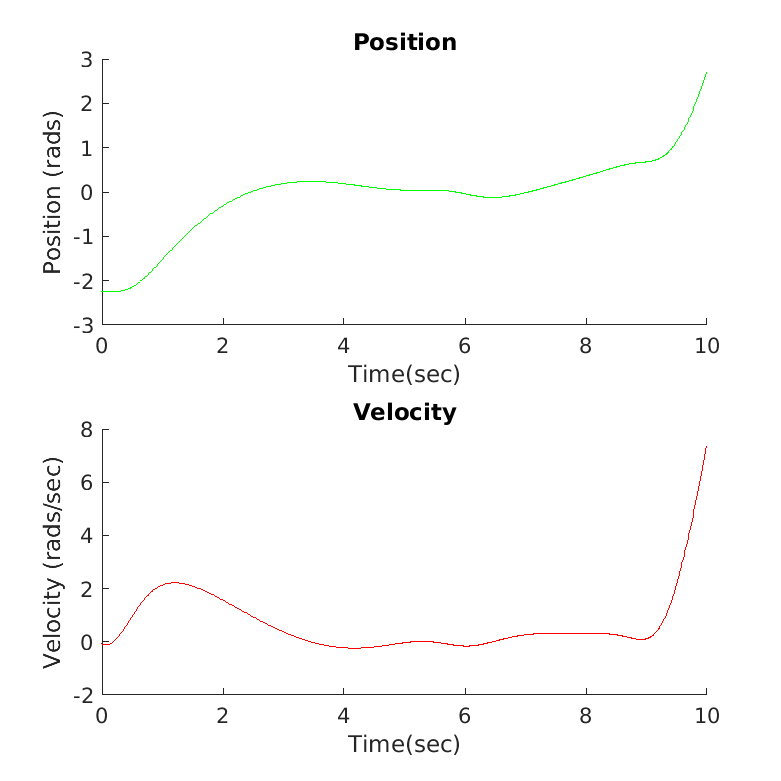 Position
3
2
1
0
-1
-2
-3
Position (rads)
0 2 4 6 8 10
Time(sec)
Velocity
8
6
4
2
0
-2
Velocity (rads/sec)
0 2 4 6 8 10
Time(sec)